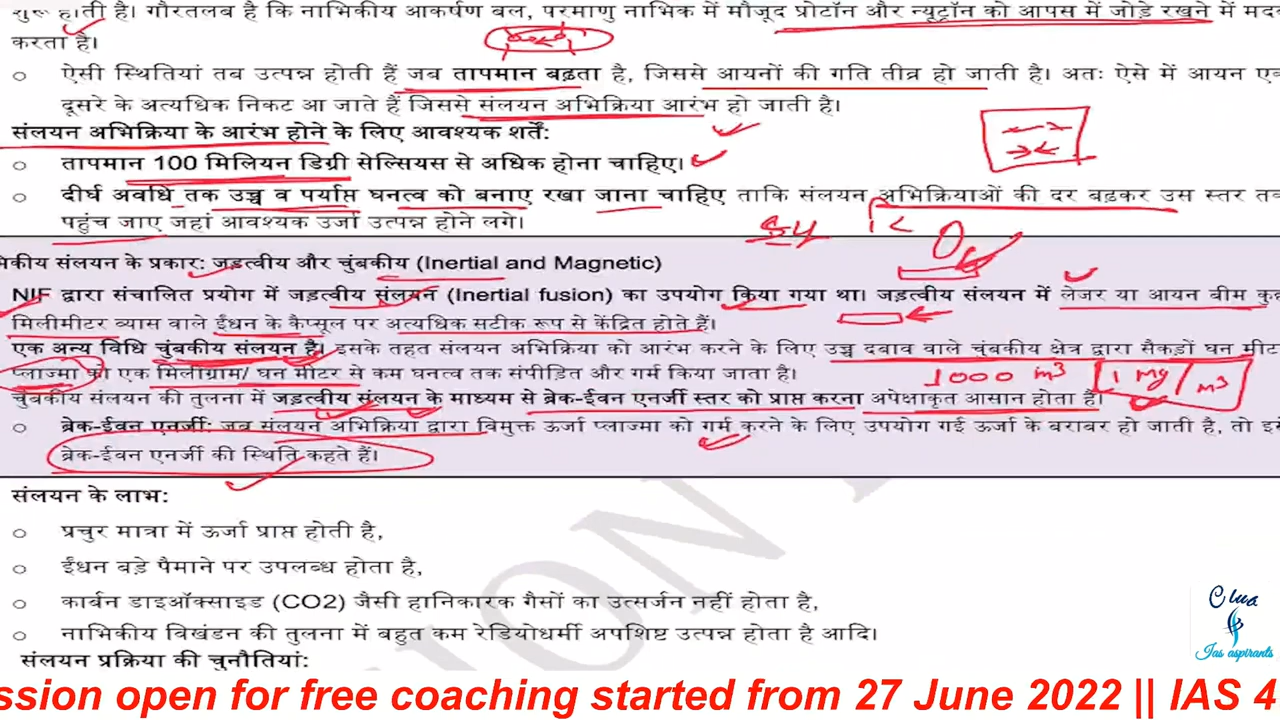 शुरू होती है। गौरतलब है कि नाभिकीय आकर्षण बल, परमाणु नाभिक में मौजूद प्रोटॉन और न्यूट्रॉन को आपस में जोड़े रखने में मदद
करता है।
○ ऐसी स्थितियां तब उत्पन्न होती हैं जब तापमान बढ़ता है, जिससे आयनों की गति तीव्र हो जाती है। अतः ऐसे में आयन एक
दूसरे के अत्यधिक निकट आ जाते हैं जिससे संलयन अभिक्रिया आरंभ हो जाती है।
संलयन अभिक्रिया के आरंभ होने के लिए आवश्यक शर्तें:
○ तापमान 100 मिलियन डिग्री सेल्सियस से अधिक होना चाहिए।
○ दीर्घ अवधि तक उच्च व पर्याप्त घनत्व को बनाए रखा जाना चाहिए ताकि संलयन अभिक्रियाओं की दर बढ़कर उस स्तर तक
पहुंच जाए जहां आवश्यक उर्जा उत्पन्न होने लगे।
भिकीय संलयन के प्रकार: जड़त्वीय और चुंबकीय (Inertial and Magnetic)
NIF द्वारा संचालित प्रयोग में जड़त्वीय संलयन (Inertial fusion) का उपयोग किया गया था। जड़त्वीय संलयन में लेजर या आयन बीम कुछ
मिलीमीटर व्यास वाले ईंधन के कैप्सूल पर अत्यधिक सटीक रूप से केंद्रित होते हैं।
एक अन्य विधि चुंबकीय संलयन है। इसके तहत संलयन अभिक्रिया को आरंभ करने के लिए उच्च दबाव वाले चुंबकीय क्षेत्र द्वारा सैकड़ों घन मीटर
प्लाज्मा को एक मिलीग्राम/ घन मीटर से कम घनत्व तक संपीड़ित और गर्म किया जाता है।
1000 m³ 1 Mg/m³
चुंबकीय संलयन की तुलना में जड़त्वीय संलयन के माध्यम से ब्रेक-ईवन एनर्जी स्तर को प्राप्त करना अपेक्षाकृत आसान होता है।
○ ब्रेक-ईवन एनर्जी: जब संलयन अभिक्रिया द्वारा विमुक्त ऊर्जा प्लाज्मा को गर्म करने के लिए उपयोग गई ऊर्जा के बराबर हो जाती है, तो इसे
ब्रेक-ईवन एनर्जी की स्थिति कहते हैं।
संलयन के लाभ:
○ प्रचुर मात्रा में ऊर्जा प्राप्त होती है,
○ ईंधन बड़े पैमाने पर उपलब्ध होता है,
○ कार्बन डाइऑक्साइड (CO2) जैसी हानिकारक गैसों का उत्सर्जन नहीं होता है,
○ नाभिकीय विखंडन की तुलना में बहुत कम रेडियोधर्मी अपशिष्ट उत्पन्न होता है आदि।
संलयन प्रक्रिया की चुनौतियां:
Clue
Ias aspirants
ssion open for free coaching started from 27 June 2022 || IAS 4